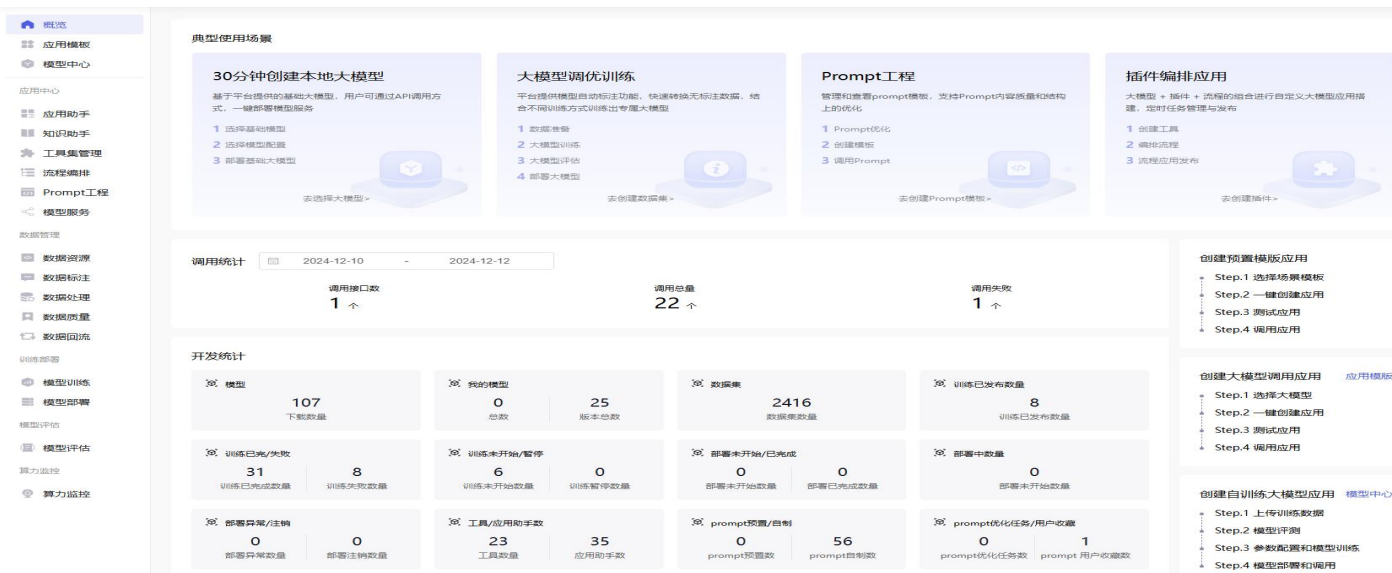 概览
应用模板
模型中心
应用中心
应用助手
知识助手
工具集管理
流程编排
Prompt工程
模型服务
数据管理
数据资源
数据标注
数据处理
数据质量
数据回流
训练部署
模型训练
模型部署
模型评估
模型评估
算力监控
算力监控
典型使用场景
30分钟创建本地大模型
基于平台提供的基础大模型，用户可通过API调用方
式，一键部署模型服务
1 选择基础模型
2 选择模型配置
3 部署基础大模型
去选择大模型>
大模型调优训练
平台提供模型自动标注功能，快速转换无标注数据，结
合不同训练方式训练出专属大模型
1 数据准备
2 大模型训练
3 大模型评估
4 部署大模型
去创建数据集>
Prompt工程
管理和查看prompt模板，支持Prompt内容质量和结构
上的优化
1 Prompt优化
2 创建模板
3 调用Prompt
去创建Prompt模板>
插件编排应用
大模型 + 插件 + 流程的组合进行自定义大模型应用搭
建，定时任务管理与发布
1 创建工具
2 编排流程
3 流程应用发布
去创建插件>
调用统计 2024-12-10 - 2024-12-12
调用接口数 调用总量 调用失败
1 个 22 个 1 个
开发统计
模型 我的模型 数据集 训练已发布数量
107 0 25 2416 8
下载数量 总数 版本总数 数据集数量 训练已发布数量
训练已完/失败 训练未开始/暂停 部署未开始/已完成 部署中数量
31 8 6 0 0 0 0
训练已完成数量 训练失败数量 训练未开始数量 训练暂停数量 部署未开始数量 部署已完成数量 部署未开始数量
部署异常/注销 工具/应用助手数 prompt预置/自制 prompt优化任务/用户收藏
0 0 23 35 0 56 0 1
部署异常数量 部署注销数量 工具数量 应用助手数 prompt预置数 prompt自制数 prompt优化任务数 prompt 用户收藏数
创建预置模版应用
Step.1 选择场景模板
Step.2 一键创建应用
Step.3 测试应用
Step.4 调用应用
创建大模型调用应用 应用模版
Step.1 选择大模型
Step.2 一键创建应用
Step.3 测试应用
Step.4 调用应用
创建自训练大模型应用 模型中心
Step.1 上传训练数据
Step.2 模型评测
Step.3 参数配置和模型训练
Step.4 模型部署和调用